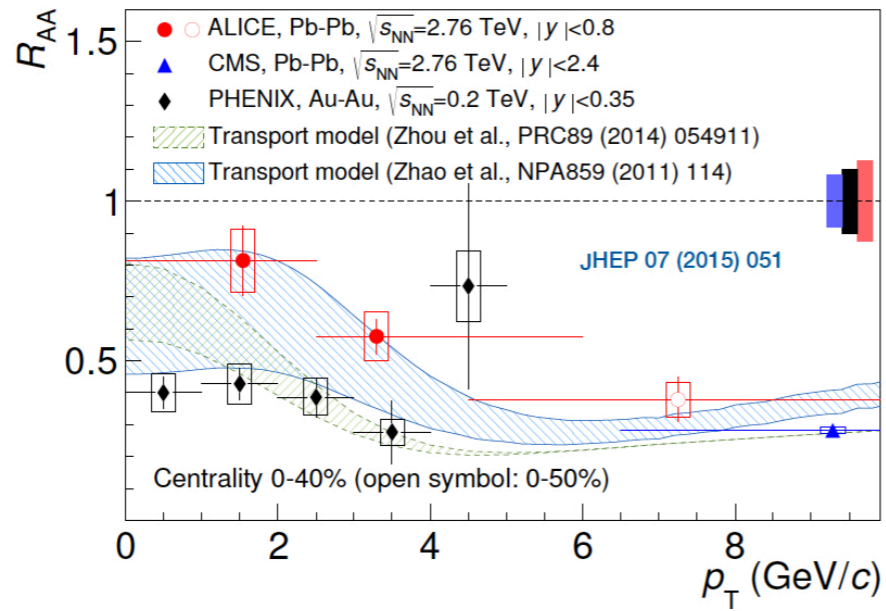 R_AA
1.5
1
0.5
ALICE, Pb-Pb, √s_NN=2.76 TeV, |y|<0.8
CMS, Pb-Pb, √s_NN=2.76 TeV, |y|<2.4
PHENIX, Au-Au, √s_NN=0.2 TeV, |y|<0.35
Transport model (Zhou et al., PRC89 (2014) 054911)
Transport model (Zhao et al., NPA859 (2011) 114)
JHEP 07 (2015) 051
Centrality 0-40% (open symbol: 0-50%)
0 2 4 6 8
p_T (GeV/c)